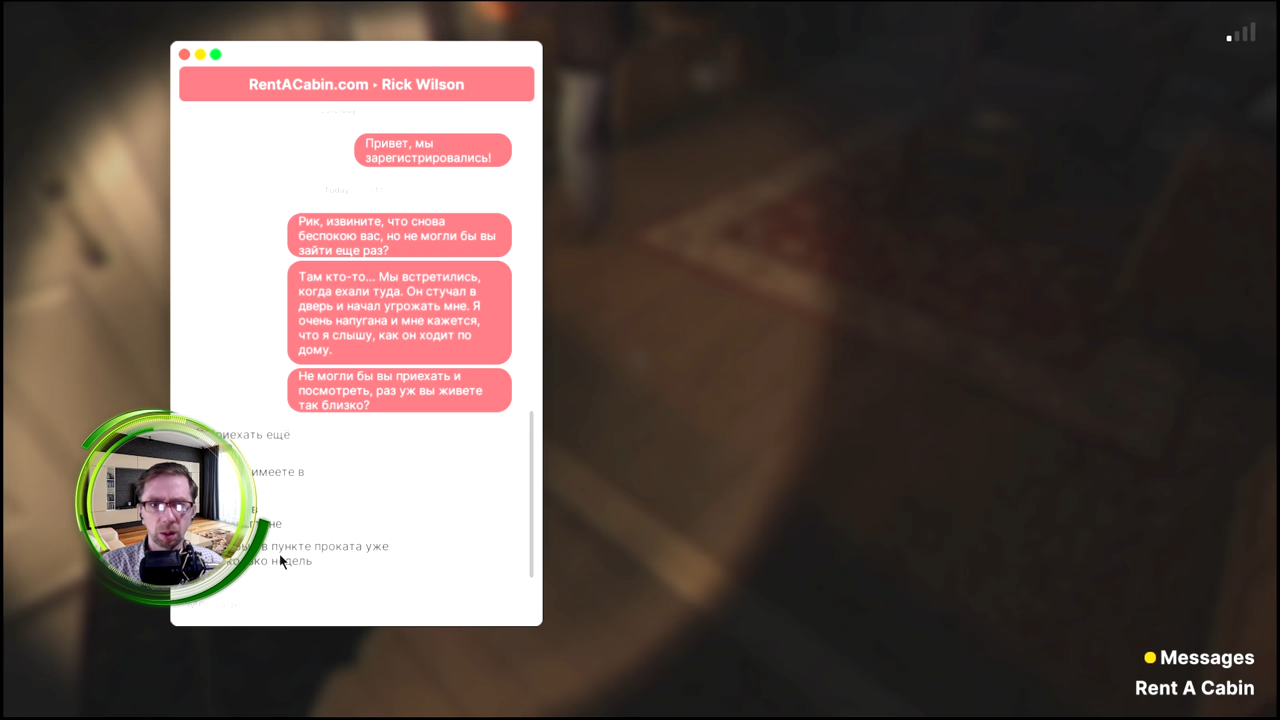 RentACabin.com ‣ Rick Wilson
Привет, мы
зарегистрировались!
Today
Рик, извините, что снова
беспокою вас, но не могли бы вы
зайти еще раз?
Там кто-то... Мы встретились,
когда ехали туда. Он стучал в
дверь и начал угрожать мне. Я
очень напугана и мне кажется,
что я слышу, как он ходит по
дому.
Не могли бы вы приехать и
посмотреть, раз уж вы живете
так близко?
еще
имеете в
в
не
в пункте проката уже
Messages
Rent A Cabin